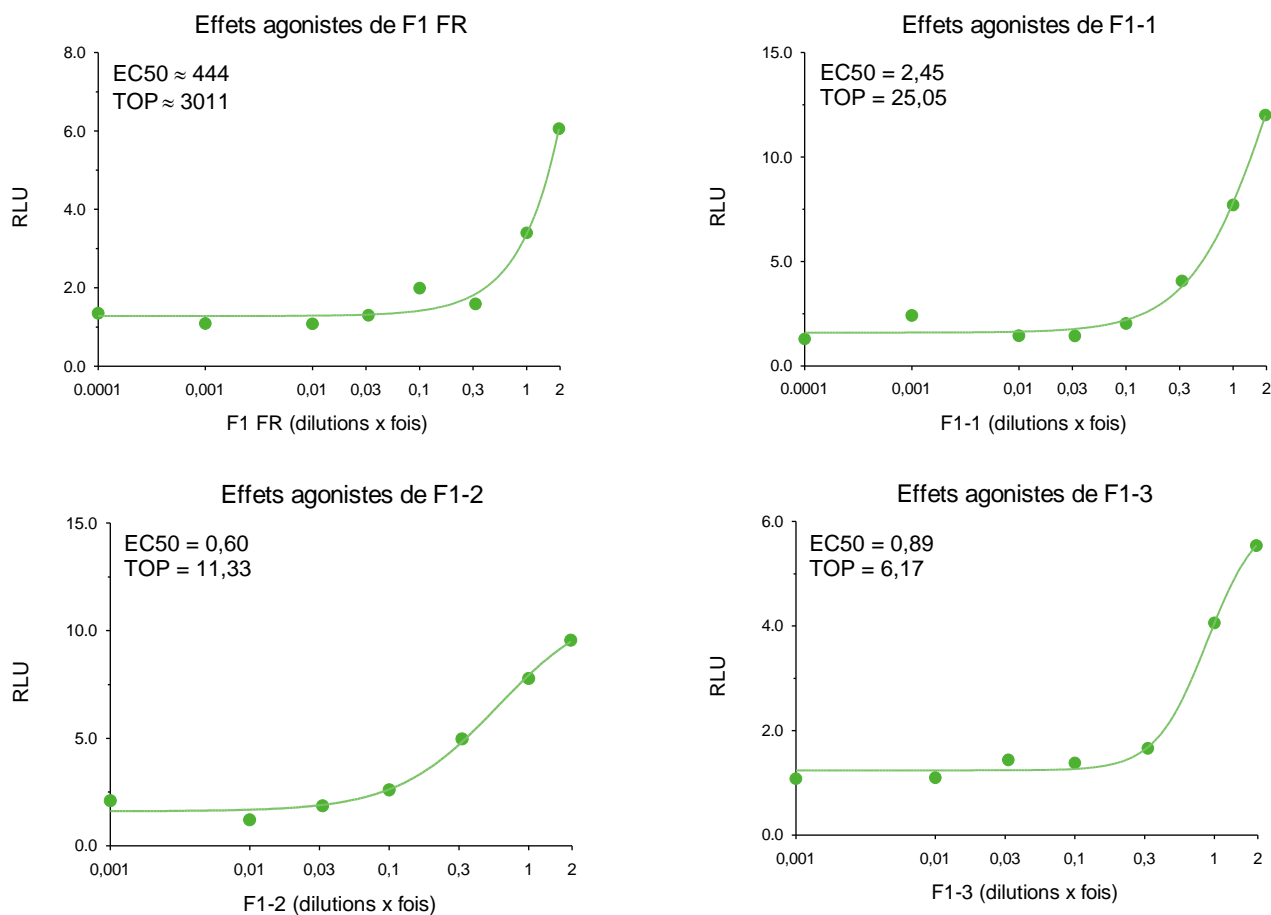 Effets agonistes de F1 FR
EC50 ≈ 444
TOP ≈ 3011
8.0
6.0
4.0
2.0
0.0
RLU
0.0001 0,001 0,01 0,03 0,1 0,3 1 2
F1 FR (dilutions x fois)
Effets agonistes de F1-1
EC50 = 2,45
TOP = 25,05
15.0
10.0
5.0
0.0
RLU
0.0001 0,001 0,01 0,03 0,1 0,3 1 2
F1-1 (dilutions x fois)
Effets agonistes de F1-2
EC50 = 0,60
TOP = 11,33
15.0
10.0
5.0
0.0
RLU
0,001 0,01 0,03 0,1 0,3 1 2
F1-2 (dilutions x fois)
Effets agonistes de F1-3
EC50 = 0,89
TOP = 6,17
6.0
4.0
2.0
0.0
RLU
0,001 0,01 0,03 0,1 0,3 1 2
F1-3 (dilutions x fois)